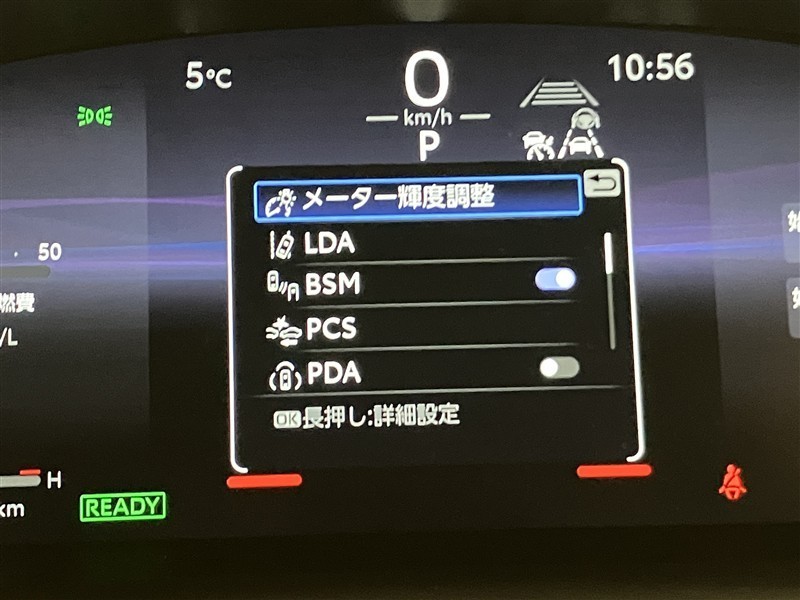 5°C
0
km/h
P
10:56
メーター輝度調整
LDA
BSM
PCS
PDA
OK長押し:詳細設定
50
燃費
/L
H
km
READY